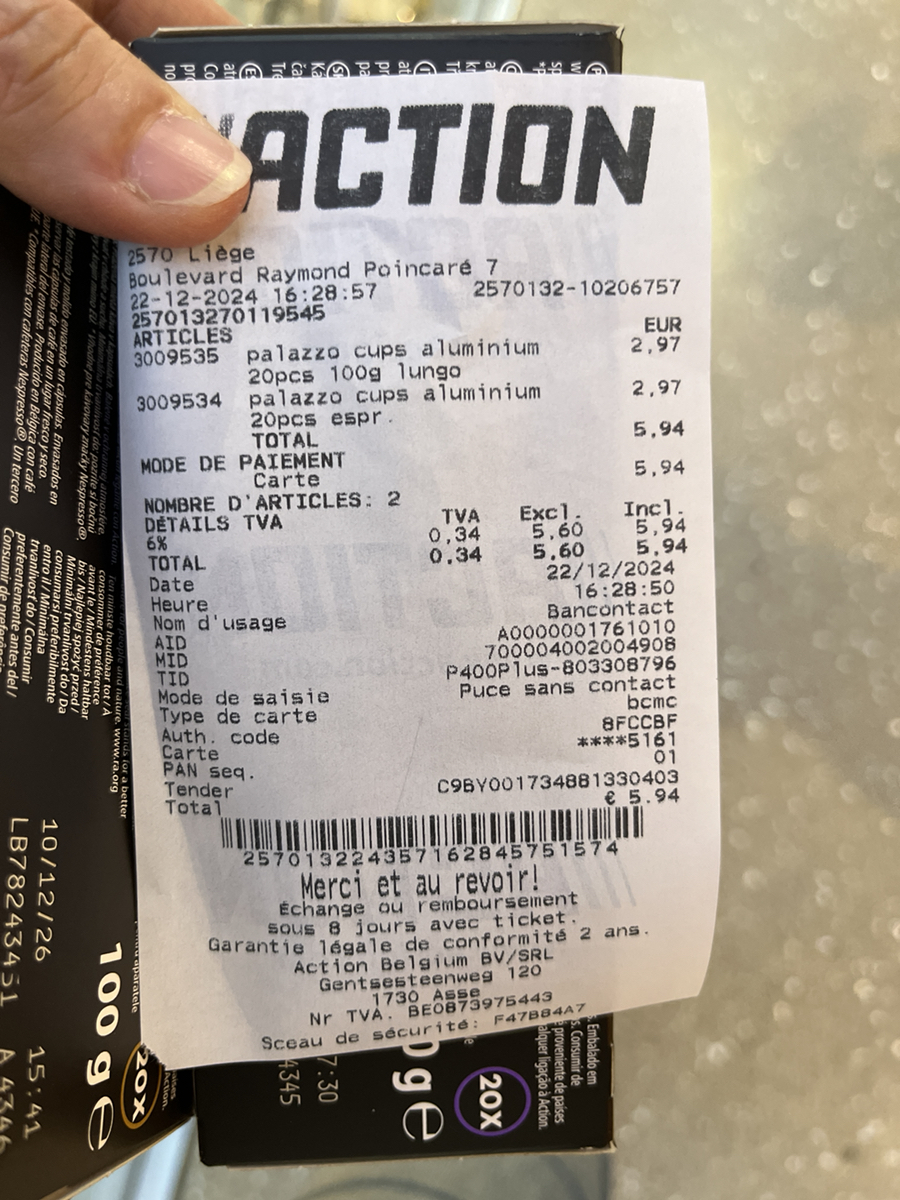 ACTION
2570 Liège
Boulevard Raymond Poincaré 7
22-12-2024 16:28:57 2570132-10206757
257013270119545
ARTICLES EUR
3009535 palazzo cups aluminium 2,97
20pcs 100g lungo
3009534 palazzo cups aluminium 2,97
20pcs espr.
TOTAL 5,94
MODE DE PAIEMENT
Carte 5,94
NOMBRE D'ARTICLES: 2
DÉTAILS TVA TVA Excl. Incl.
6% 0,34 5,60 5,94
TOTAL 0,34 5,60 5,94
Date 22/12/2024
Heure 16:28:50
Nom d'usage Bancontact
AID A0000001761010
MID 700004002004908
TID P400Plus-803308796
Mode de saisie Puce sans contact
Type de carte bcmc
Auth. code 8FCCBF
Carte ****5161
PAN seq. 01
Tender C9BY001734881330403
Total € 5.94
257013224357162845751574
Merci et au revoir!
Échange ou remboursement
sous 8 jours avec ticket.
Garantie légale de conformité 2 ans.
Action Belgium BV/SRL
Gentsesteenweg 120
1730 Asse
Nr TVA. BE0873975443
Sceau de sécurité: F47B84A7
10/12/26 15:41
100 g e
20X
7:30
4345
g e
20X